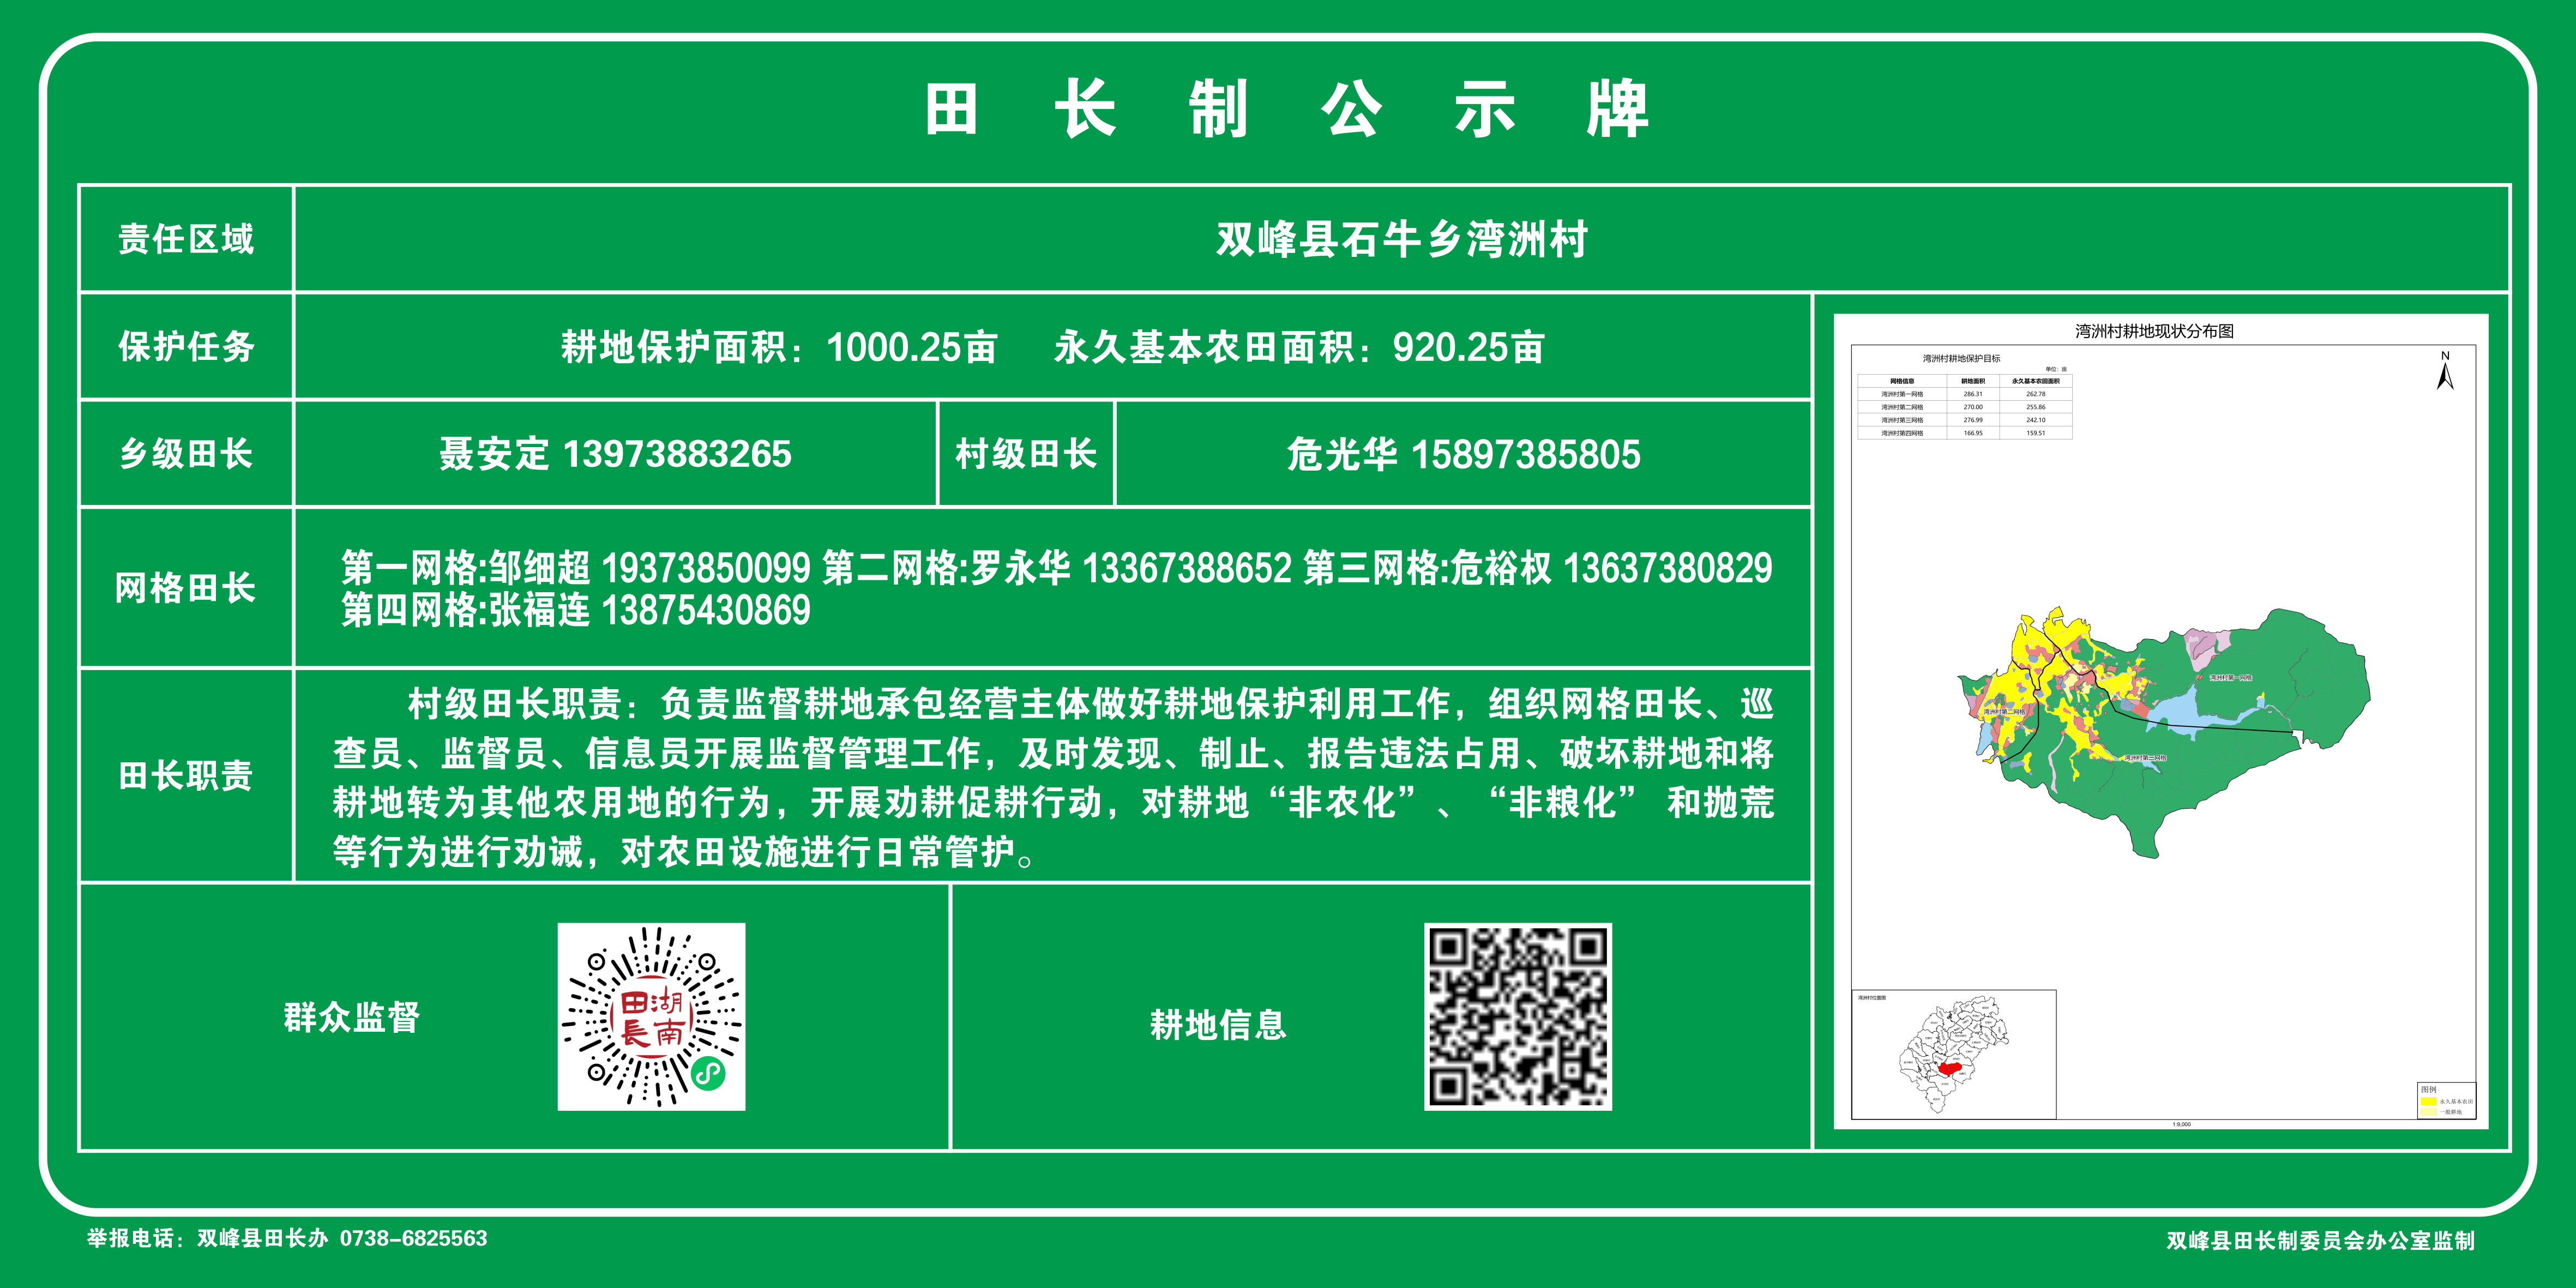 田长制公示牌
责任区域
双峰县石牛乡湾洲村
保护任务
耕地保护面积：1000.25亩 永久基本农田面积：920.25亩
乡级田长
聂安定 13973883265
村级田长
危光华 15897385805
网格田长
第一网格:邹细超 19373850099 第二网格:罗永华 13367388652 第三网格:危裕权 13637380829
第四网格:张福连 13875430869
田长职责
村级田长职责：负责监督耕地承包经营主体做好耕地保护利用工作，组织网格田长、巡
查员、监督员、信息员开展监督管理工作，及时发现、制止、报告违法占用、破坏耕地和将
耕地转为其他农用地的行为，开展劝耕促耕行动，对耕地“非农化”、“非粮化” 和抛荒
等行为进行劝诫，对农田设施进行日常管护。
群众监督
田湖
長南
耕地信息
湾洲村耕地现状分布图
湾洲村耕地保护目标
单位：亩
网格信息 耕地面积 永久基本农田面积
湾洲村第一网格 286.31 262.78
湾洲村第二网格 270.00 255.86
湾洲村第三网格 276.99 242.10
湾洲村第四网格 166.95 159.51
N
湾洲村第一网格
湾洲村第二网格
湾洲村第三网格
湾洲村位置图
图例
永久基本农田
一般耕地
1:9,000
举报电话：双峰县田长办 0738-6825563
双峰县田长制委员会办公室监制